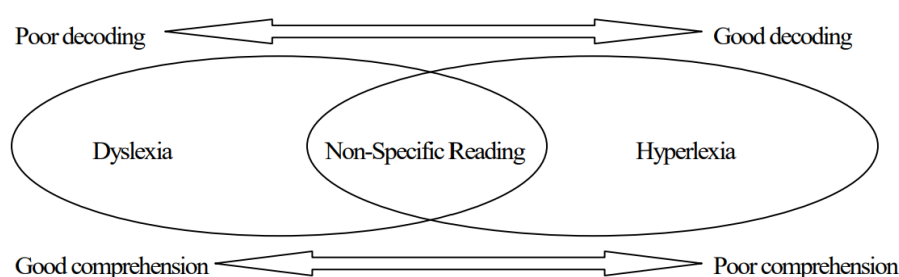 Poor decoding
Good decoding
Dyslexia
Non-Specific Reading
Hyperlexia
Good comprehension
Poor comprehension